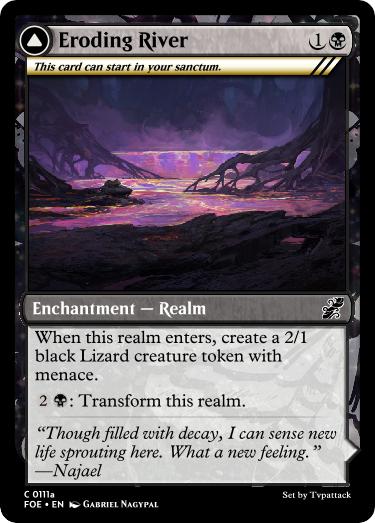 Eroding River 1
This card can start in your sanctum.
Enchantment — Realm
When this realm enters, create a 2/1
black Lizard creature token with
menace.
2 : Transform this realm.
“Though filled with decay, I can sense new
life sprouting here. What a new feeling.”
—Najael
C 0111a
FOE • EN Gabriel Nagypal
Set by Tvpattack